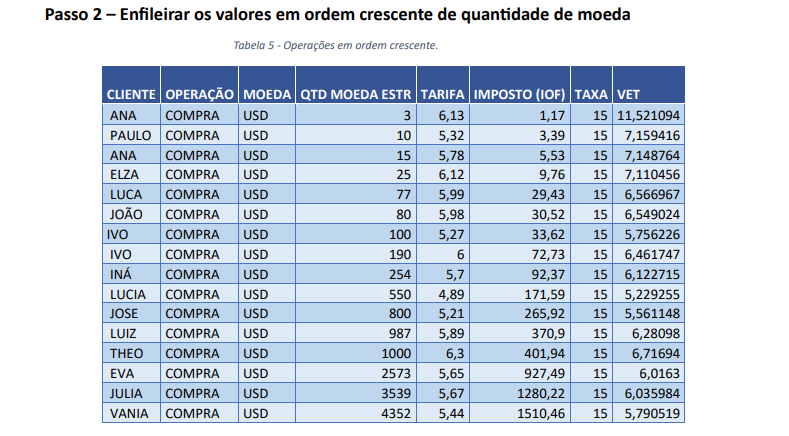 Passo 2 – Enfileirar os valores em ordem crescente de quantidade de moeda
Tabela 5 - Operações em ordem crescente.
CLIENTE OPERAÇÃO MOEDA QTD MOEDA ESTR TARIFA IMPOSTO (IOF) TAXA VET
ANA COMPRA USD 3 6,13 1,17 15 11,521094
PAULO COMPRA USD 10 5,32 3,39 15 7,159416
ANA COMPRA USD 15 5,78 5,53 15 7,148764
ELZA COMPRA USD 25 6,12 9,76 15 7,110456
LUCA COMPRA USD 77 5,99 29,43 15 6,566967
JOÃO COMPRA USD 80 5,98 30,52 15 6,549024
IVO COMPRA USD 100 5,27 33,62 15 5,756226
IVO COMPRA USD 190 6 72,73 15 6,461747
INÁ COMPRA USD 254 5,7 92,37 15 6,122715
LUCIA COMPRA USD 550 4,89 171,59 15 5,229255
JOSE COMPRA USD 800 5,21 265,92 15 5,561148
LUIZ COMPRA USD 987 5,89 370,9 15 6,28098
THEO COMPRA USD 1000 6,3 401,94 15 6,71694
EVA COMPRA USD 2573 5,65 927,49 15 6,0163
JULIA COMPRA USD 3539 5,67 1280,22 15 6,035984
VANIA COMPRA USD 4352 5,44 1510,46 15 5,790519